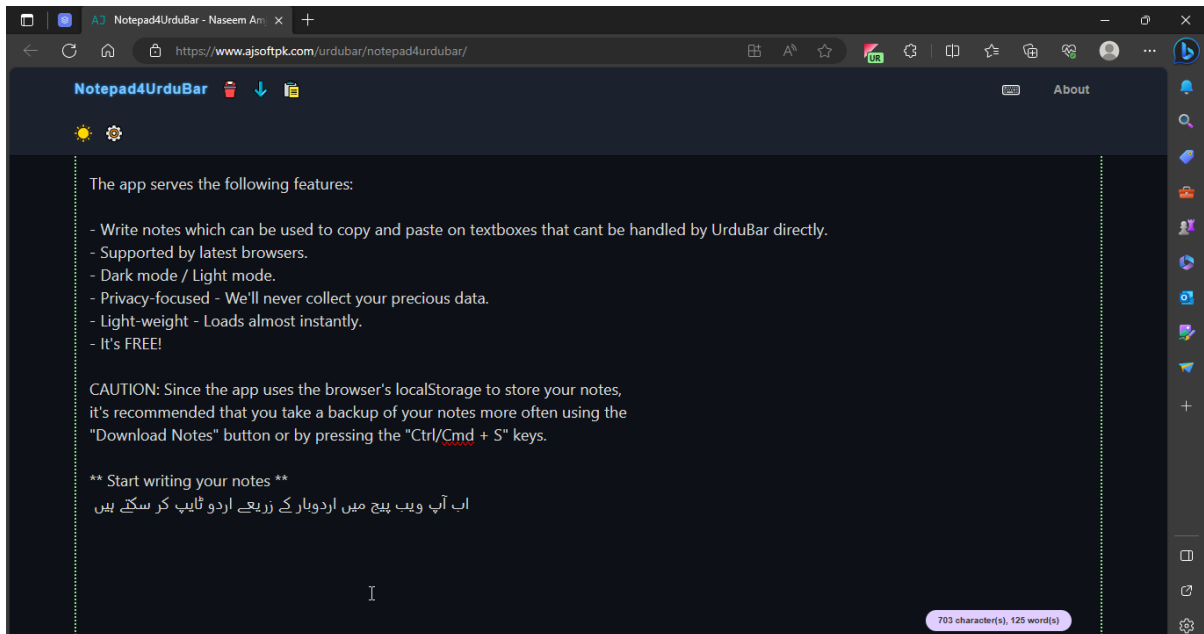 Notepad4UrduBar - Naseem Am
https://www.ajsoftpk.com/urdubar/notepad4urdubar/
UR
Notepad4UrduBar
About
The app serves the following features:
- Write notes which can be used to copy and paste on textboxes that cant be handled by UrduBar directly.
- Supported by latest browsers.
- Dark mode / Light mode.
- Privacy-focused - We'll never collect your precious data.
- Light-weight - Loads almost instantly.
- It's FREE!
CAUTION: Since the app uses the browser's localStorage to store your notes,
it's recommended that you take a backup of your notes more often using the
"Download Notes" button or by pressing the "Ctrl/Cmd + S" keys.
** Start writing your notes **
اب آپ ویب پیج میں اردوبار کے زریعے اردو ٹایپ کر سکتے ہیں
703 character(s), 125 word(s)